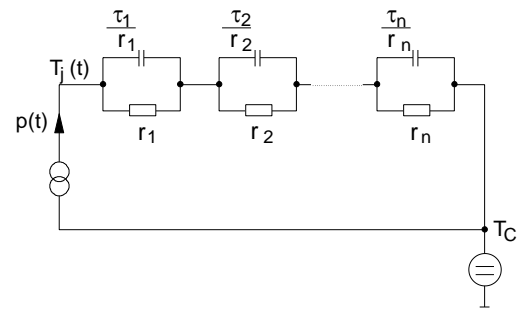 τ1/r1 τ2/r2 τn/rn
Tj(t)
r1 r2 rn
p(t)
TC